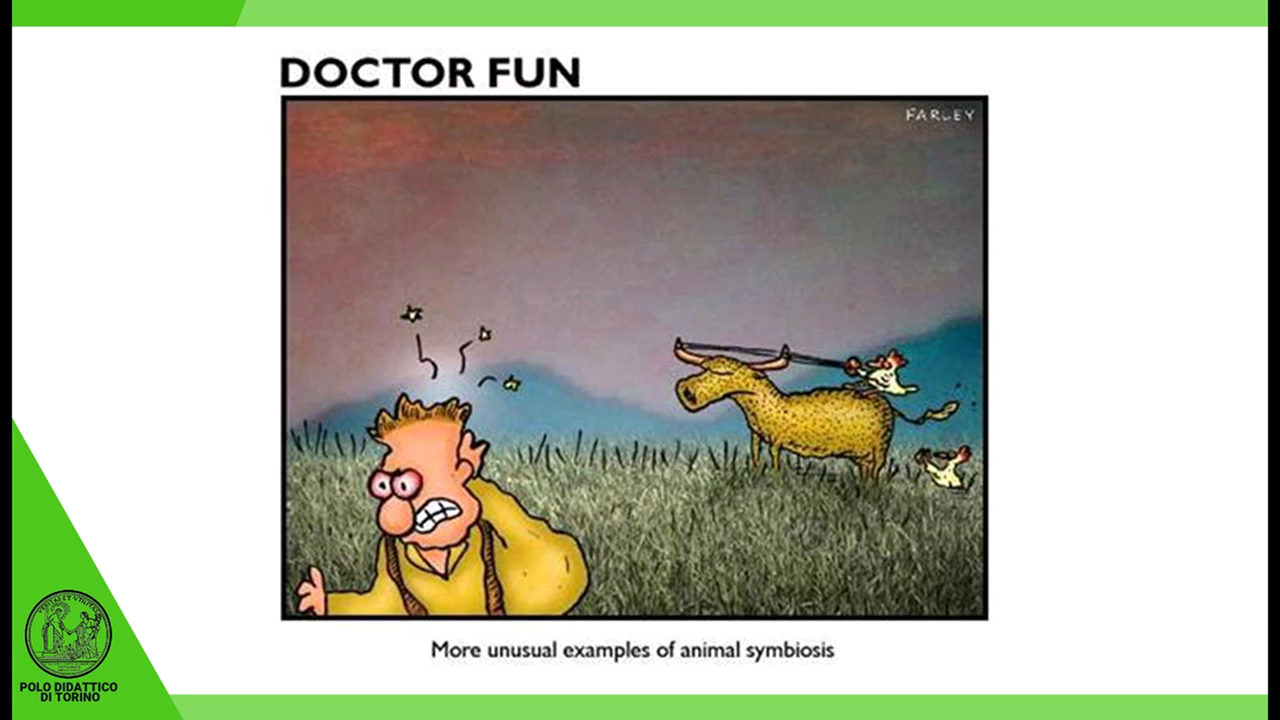 DOCTOR FUN
FARLEY
More unusual examples of animal symbiosis
POLO DIDATTICO
DI TORINO